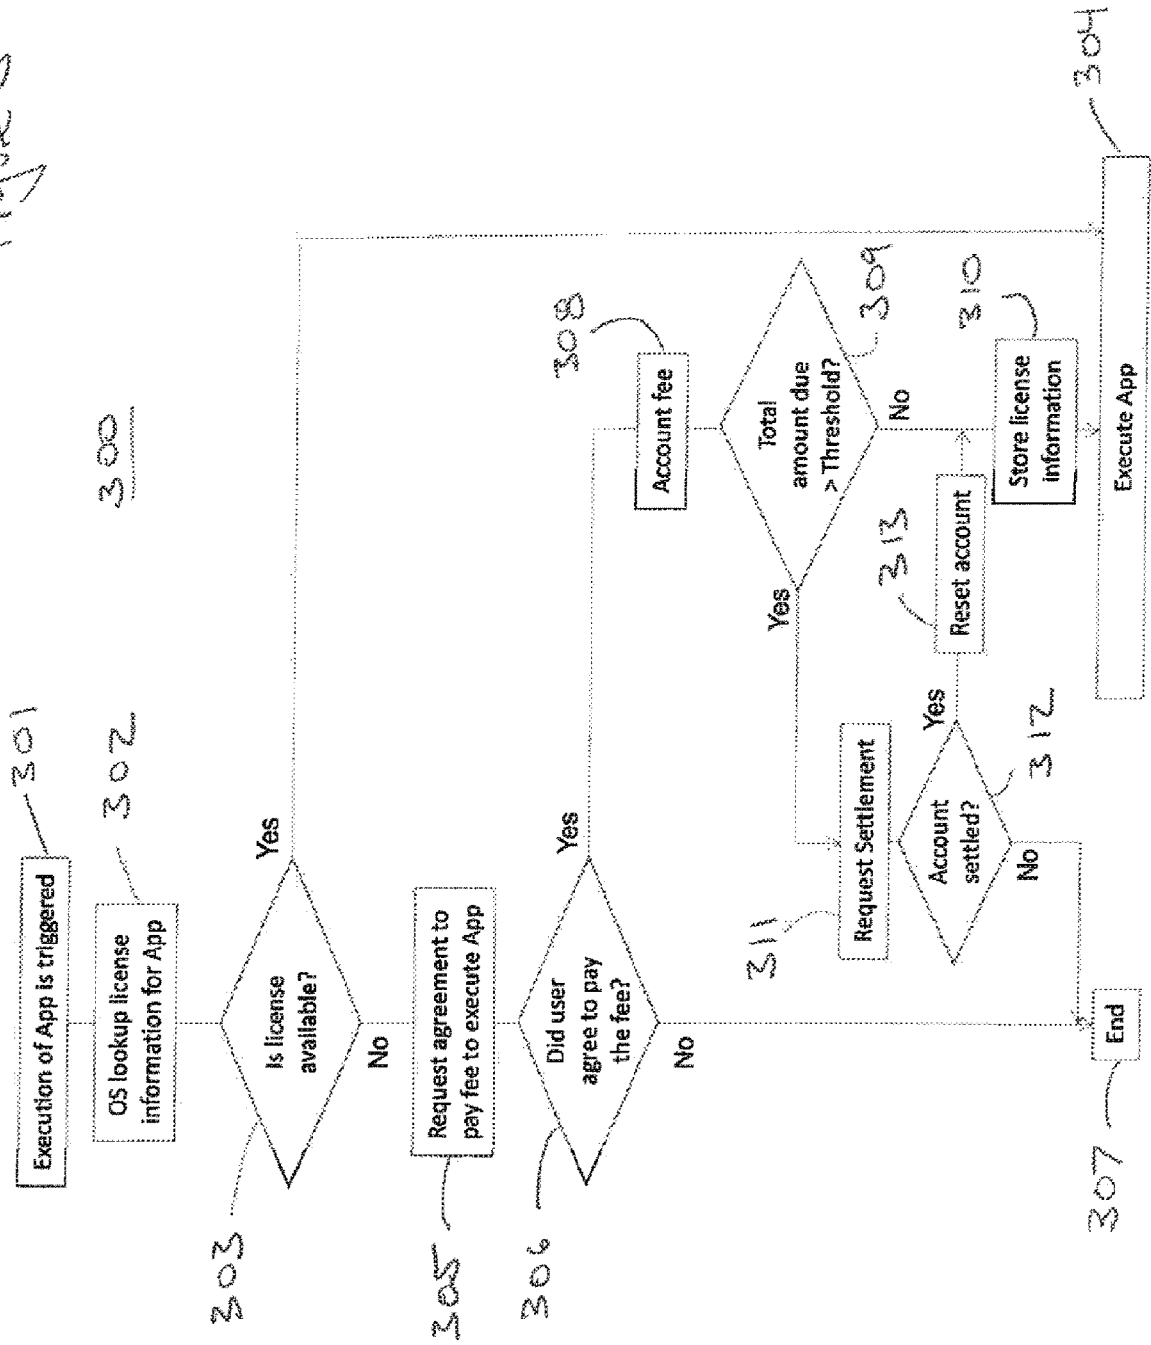 300
301
Execution of App is triggered
302
OS lookup license
information for App
303
Is license
available?
Yes
No
305
Request agreement to
pay fee to execute App
306
Did user
agree to pay
the fee?
Yes
No
308
Account fee
309
Total
amount due
> Threshold?
Yes
No
311
Request Settlement
312
Account
settled?
Yes
No
313
Reset account
310
Store license
information
307
End
304
Execute App